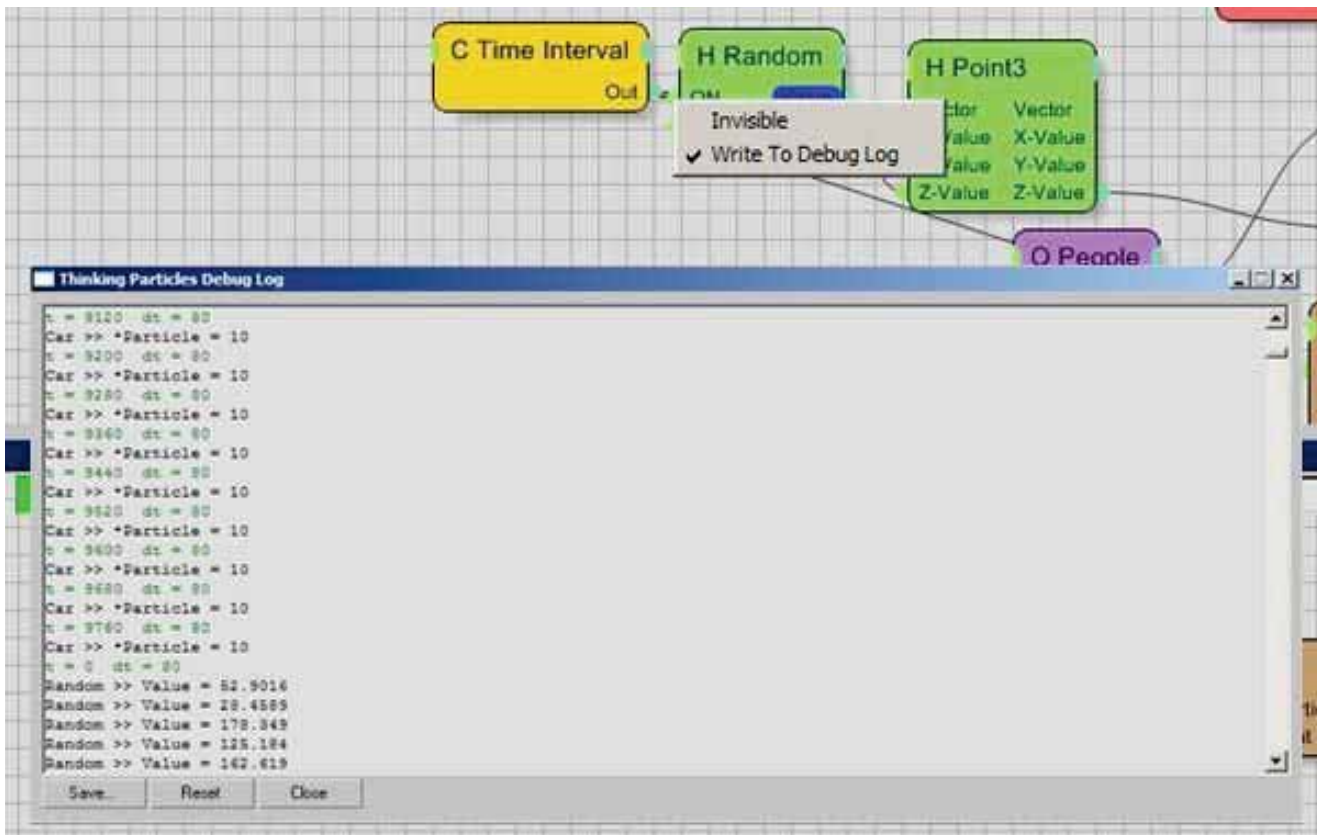 C Time Interval
Out
H Random
ON
H Point3
Vector
X-Value
Y-Value
Z-Value Z-Value
Invisible
✔ Write To Debug Log
O People
Thinking Particles Debug Log
t = 9120 dt = 80
Car >> *Particle = 10
t = 9200 dt = 80
Car >> *Particle = 10
t = 9280 dt = 80
Car >> *Particle = 10
t = 9360 dt = 80
Car >> *Particle = 10
t = 9440 dt = 80
Car >> *Particle = 10
t = 9520 dt = 80
Car >> *Particle = 10
t = 9600 dt = 80
Car >> *Particle = 10
t = 9680 dt = 80
Car >> *Particle = 10
t = 9760 dt = 80
Car >> *Particle = 10
t = 0 dt = 80
Random >> Value = 52.9016
Random >> Value = 28.4589
Random >> Value = 178.849
Random >> Value = 125.184
Random >> Value = 162.619
Save... Reset Close